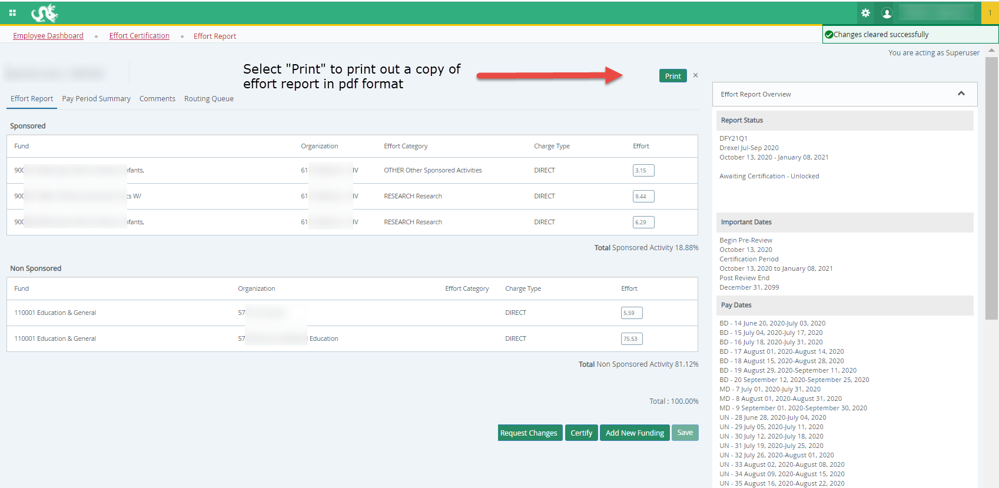 1
Employee Dashboard • Effort Certification • Effort Report
Changes cleared successfully
You are acting as Superuser
Select "Print" to print out a copy of
effort report in pdf format
Print ×
Effort Report Pay Period Summary Comments Routing Queue
Sponsored
Fund Organization Effort Category Charge Type Effort
900 nfants, 61 IV OTHER Other Sponsored Activities DIRECT 3.15
900 ts W/ 61 IV RESEARCH Research DIRECT 9.44
900 nfants, 61 IV RESEARCH Research DIRECT 6.29
Total Sponsored Activity 18.88%
Non Sponsored
Fund Organization Effort Category Charge Type Effort
110001 Education & General 57 DIRECT 5.59
110001 Education & General 57 Education DIRECT 75.53
Total Non Sponsored Activity 81.12%
Total : 100.00%
Request Changes Certify Add New Funding Save
Effort Report Overview
Report Status
DFY21Q1
Drexel Jul-Sep 2020
October 13, 2020 - January 08, 2021
Awaiting Certification - Unlocked
Important Dates
Begin Pre-Review
October 13, 2020
Certification Period
October 13, 2020 to January 08, 2021
Post Review End
December 31, 2099
Pay Dates
BD - 14 June 20, 2020-July 03, 2020
BD - 15 July 04, 2020-July 17, 2020
BD - 16 July 18, 2020-July 31, 2020
BD - 17 August 01, 2020-August 14, 2020
BD - 18 August 15, 2020-August 28, 2020
BD - 19 August 29, 2020-September 11, 2020
BD - 20 September 12, 2020-September 25, 2020
MD - 7 July 01, 2020-July 31, 2020
MD - 8 August 01, 2020-August 31, 2020
MD - 9 September 01, 2020-September 30, 2020
UN - 28 June 28, 2020-July 04, 2020
UN - 29 July 05, 2020-July 11, 2020
UN - 30 July 12, 2020-July 18, 2020
UN - 31 July 19, 2020-July 25, 2020
UN - 32 July 26, 2020-August 01, 2020
UN - 33 August 02, 2020-August 08, 2020
UN - 34 August 09, 2020-August 15, 2020
UN - 35 August 16, 2020-August 22, 2020